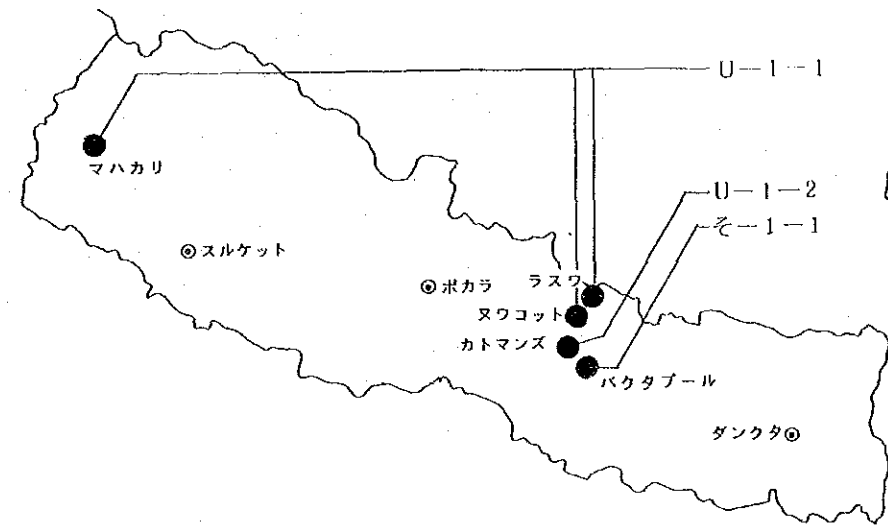 U-1-1
マハカリ
U-1-2
そ-1-1
スルケット
ポカラ
ラスワ
ヌワコット
カトマンズ
バクタプール
ダンクタ